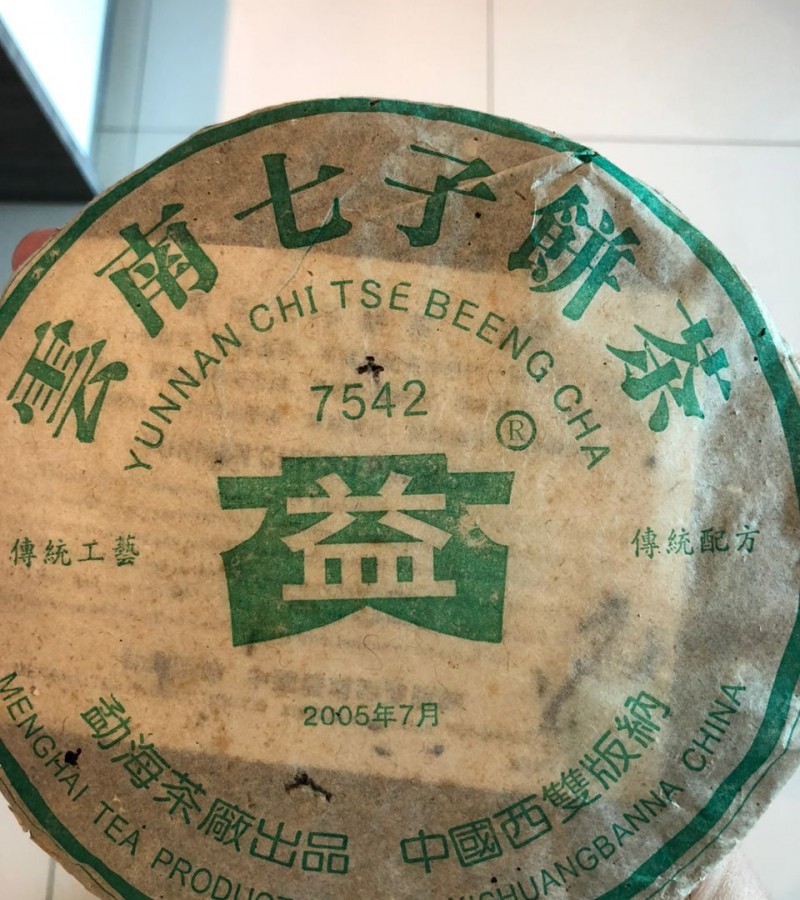 雲南七子餅茶
YUNNAN CHI TSE BEENG CHA
7542
®
益
傳統工藝
傳統配方
2005年7月
勐海茶廠出品 中國西雙版納
MENGHAI TEA XISHUANGBANNA CHINA